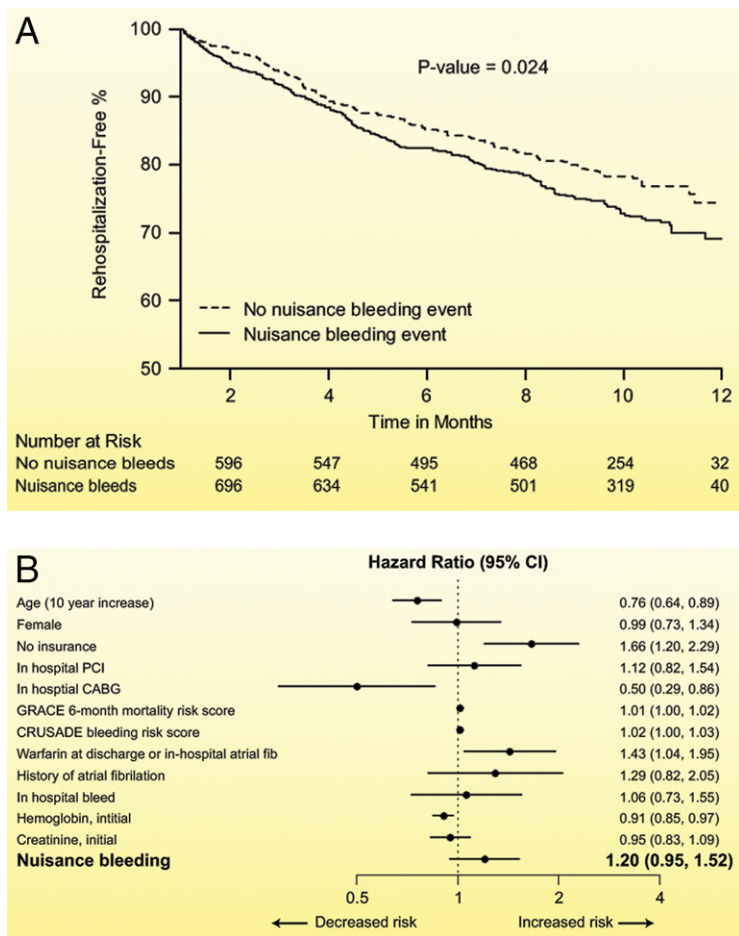 A
100
90
80
70
60
50
Rehospitalization-Free %
P-value = 0.024
No nuisance bleeding event
Nuisance bleeding event
2 4 6 8 10 12
Time in Months
Number at Risk
No nuisance bleeds 596 547 495 468 254 32
Nuisance bleeds 696 634 541 501 319 40
B
Hazard Ratio (95% CI)
Age (10 year increase) 0.76 (0.64, 0.89)
Female 0.99 (0.73, 1.34)
No insurance 1.66 (1.20, 2.29)
In hospital PCI 1.12 (0.82, 1.54)
In hosptial CABG 0.50 (0.29, 0.86)
GRACE 6-month mortality risk score 1.01 (1.00, 1.02)
CRUSADE bleeding risk score 1.02 (1.00, 1.03)
Warfarin at discharge or in-hospital atrial fib 1.43 (1.04, 1.95)
History of atrial fibrilation 1.29 (0.82, 2.05)
In hospital bleed 1.06 (0.73, 1.55)
Hemoglobin, intitial 0.91 (0.85, 0.97)
Creatinine, initial 0.95 (0.83, 1.09)
Nuisance bleeding 1.20 (0.95, 1.52)
0.5 1 2 4
Decreased risk Increased risk